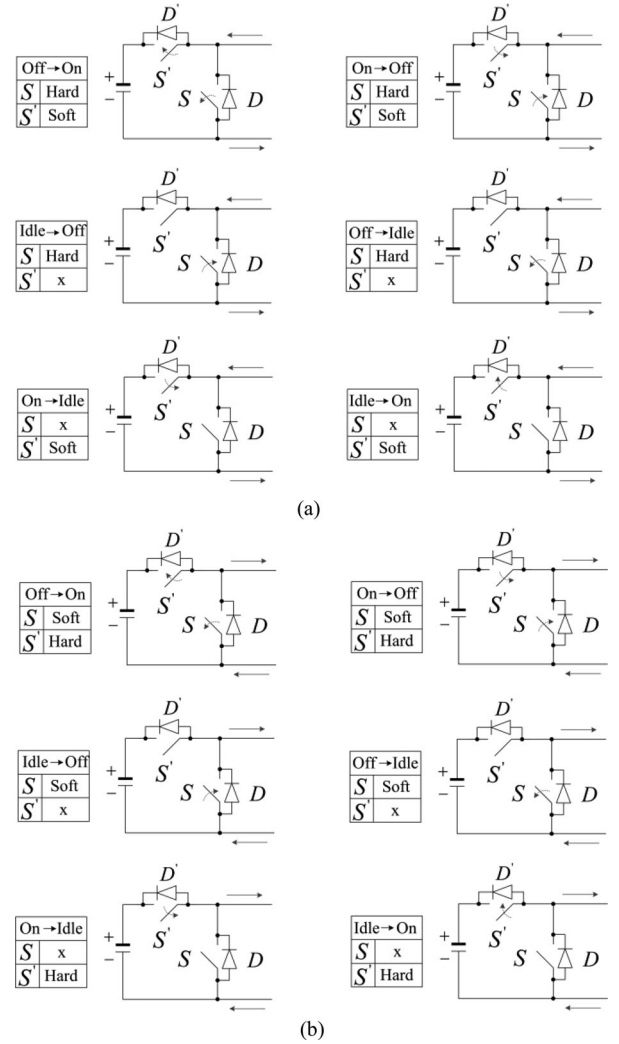 Off→On
S Hard
S' Soft
+
−
D'
S'
S
D
On→Off
S Hard
S' Soft
+
−
D'
S'
S
D
Idle→Off
S Hard
S' x
+
−
D'
S'
S
D
Off→Idle
S Hard
S' x
+
−
D'
S'
S
D
On→Idle
S x
S' Soft
+
−
D'
S'
S
D
Idle→On
S x
S' Soft
+
−
D'
S'
S
D
(a)
Off→On
S Soft
S' Hard
+
−
D'
S'
S
D
On→Off
S Soft
S' Hard
+
−
D'
S'
S
D
Idle→Off
S Soft
S' x
+
−
D'
S'
S
D
Off→Idle
S Soft
S' x
+
−
D'
S'
S
D
On→Idle
S x
S' Hard
+
−
D'
S'
S
D
Idle→On
S x
S' Hard
+
−
D'
S'
S
D
(b)